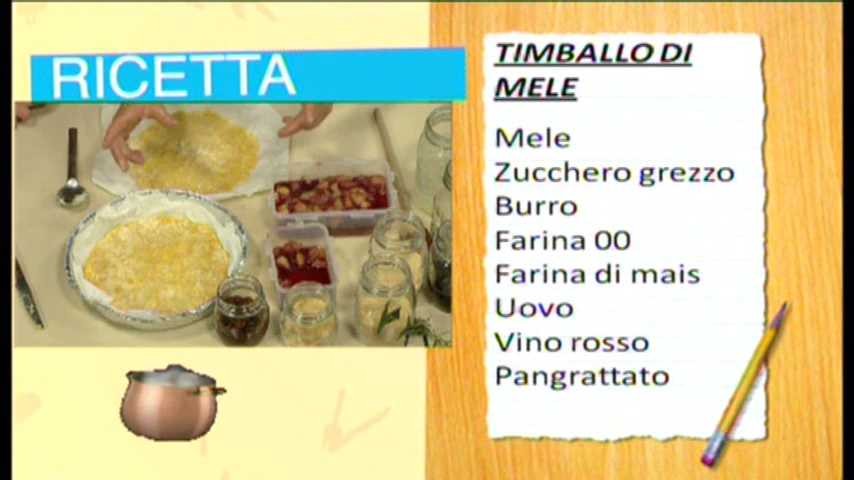 RICETTA
TIMBALLO DI
MELE
Mele
Zucchero grezzo
Burro
Farina 00
Farina di mais
Uovo
Vino rosso
Pangrattato